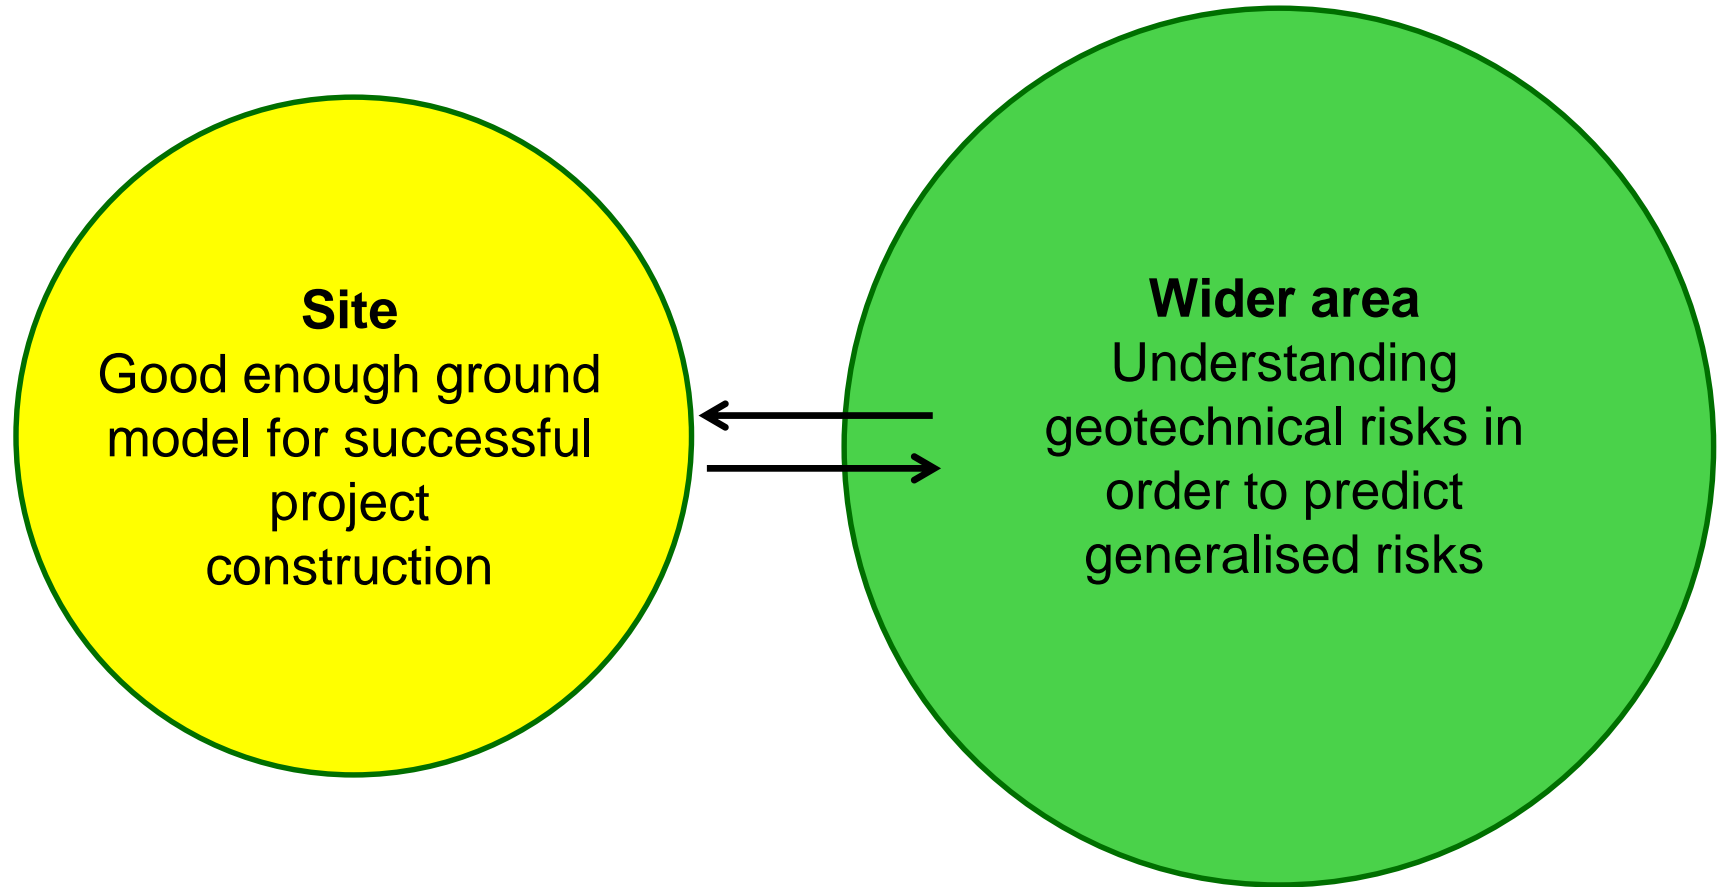 Site
Good enough ground
model for successful
project
construction
Wider area
Understanding
geotechnical risks in
order to predict
generalised risks